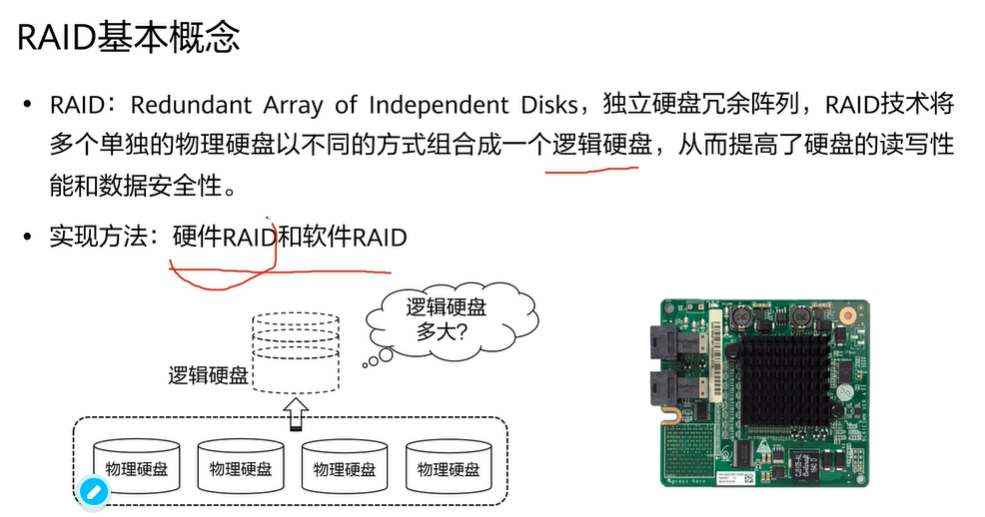 RAID基本概念
• RAID：Redundant Array of Independent Disks，独立硬盘冗余阵列，RAID技术将
多个单独的物理硬盘以不同的方式组合成一个逻辑硬盘，从而提高了硬盘的读写性
能和数据安全性。
• 实现方法：硬件RAID和软件RAID
逻辑硬盘
多大？
逻辑硬盘
物理硬盘 物理硬盘 物理硬盘 物理硬盘
press here